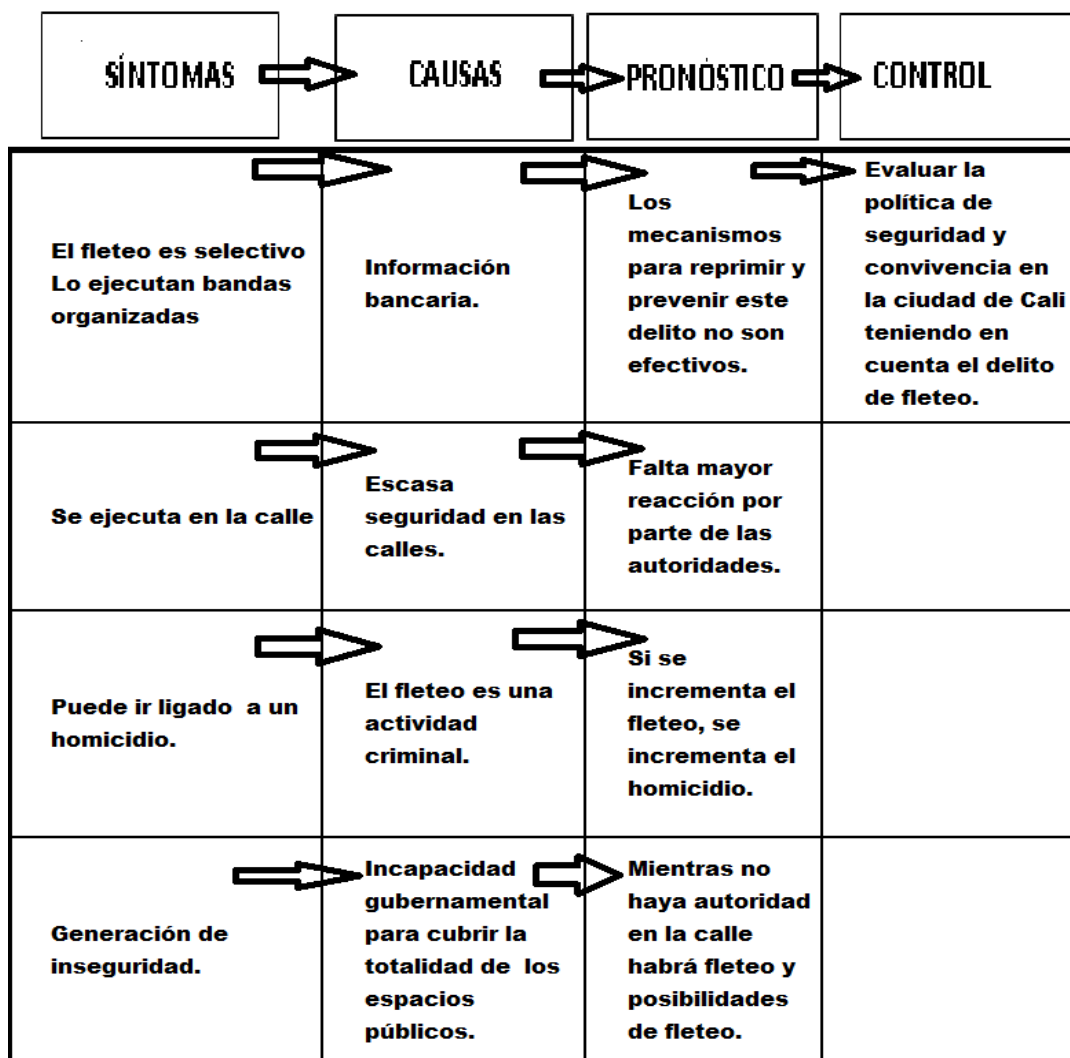 SÍNTOMAS
CAUSAS
PRONÓSTICO
CONTROL
El fleteo es selectivo
Lo ejecutan bandas
organizadas
Información
bancaria.
Los
mecanismos
para reprimir y
prevenir este
delito no son
efectivos.
Evaluar la
política de
seguridad y
convivencia en
la ciudad de Cali
teniendo en
cuenta el delito
de fleteo.
Se ejecuta en la calle
Escasa
seguridad en las
calles.
Falta mayor
reacción por
parte de las
autoridades.
Puede ir ligado a un
homicidio.
El fleteo es una
actividad
criminal.
Si se
incrementa el
fleteo, se
incrementa el
homicidio.
Generación de
inseguridad.
Incapacidad
gubernamental
para cubrir la
totalidad de los
espacios
públicos.
Mientras no
haya autoridad
en la calle
habrá fleteo y
posibilidades
de fleteo.